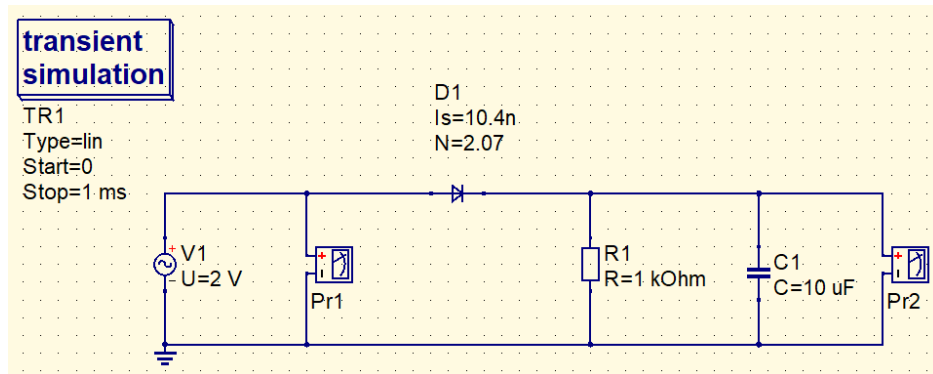 transient
simulation
TR1
Type=lin
Start=0
Stop=1 ms
D1
Is=10.4n
N=2.07
V1
U=2 V
Pr1
R1
R=1 kOhm
C1
C=10 uF
Pr2